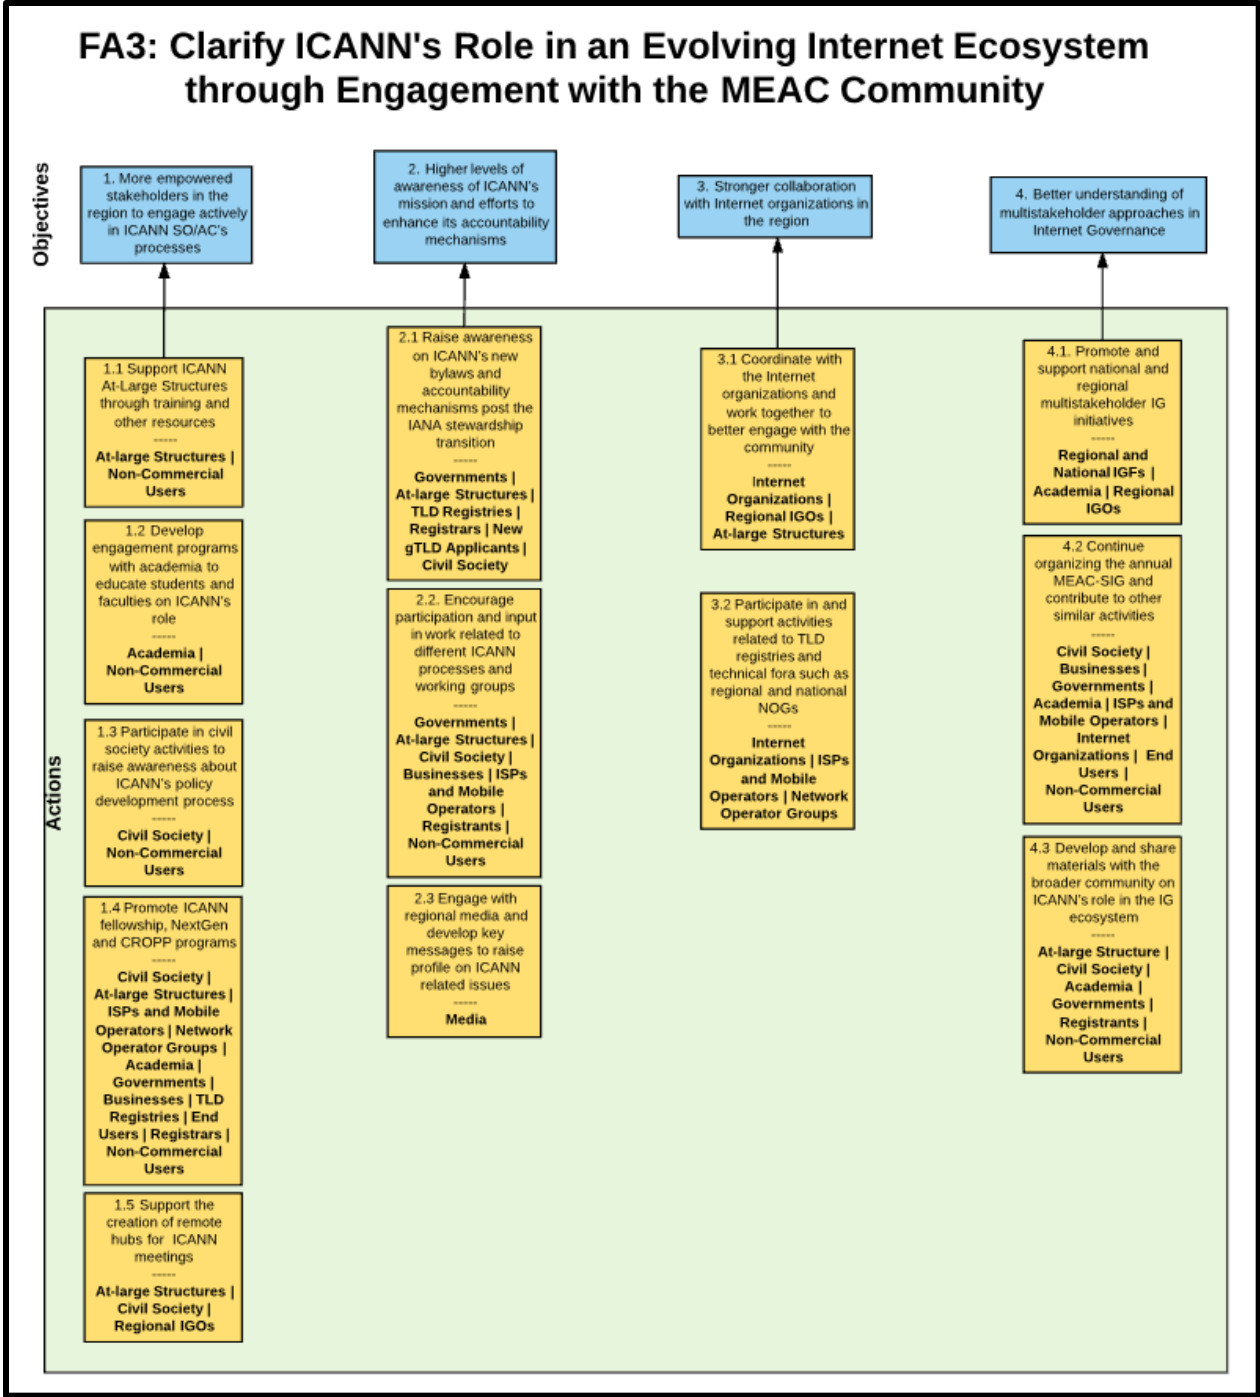 FA3: Clarify ICANN's Role in an Evolving Internet Ecosystem
through Engagement with the MEAC Community
Objectives
1. More empowered
stakeholders in the
region to engage actively
in ICANN SO/AC's
processes
2. Higher levels of
awareness of ICANN's
mission and efforts to
enhance its accountability
mechanisms
3. Stronger collaboration
with Internet organizations in
the region
4. Better understanding of
multistakeholder approaches in
Internet Governance
Actions
1.1 Support ICANN
At-Large Structures
through training and
other resources
-----
At-large Structures |
Non-Commercial
Users
1.2 Develop
engagement programs
with academia to
educate students and
faculties on ICANN's
role
-----
Academia |
Non-Commercial
Users
1.3 Participate in civil
society activities to
raise awareness about
ICANN's policy
development process
-----
Civil Society |
Non-Commercial
Users
1.4 Promote ICANN
fellowship, NextGen
and CROPP programs
-----
Civil Society |
At-large Structures |
ISPs and Mobile
Operators | Network
Operator Groups |
Academia |
Governments |
Businesses | TLD
Registries | End
Users | Registrars |
Non-Commercial
Users
1.5 Support the
creation of remote
hubs for ICANN
meetings
-----
At-large Structures |
Civil Society |
Regional IGOs
2.1 Raise awareness
on ICANN's new
bylaws and
accountability
mechanisms post the
IANA stewardship
transition
-----
Governments |
At-large Structures |
TLD Registries |
Registrars | New
gTLD Applicants |
Civil Society
2.2. Encourage
participation and input
in work related to
different ICANN
processes and
working groups
-----
Governments |
At-large Structures |
Civil Society |
Businesses | ISPs
and Mobile
Operators |
Registrants |
Non-Commercial
Users
2.3 Engage with
regional media and
develop key
messages to raise
profile on ICANN
related issues
-----
Media
3.1 Coordinate with
the Internet
organizations and
work together to
better engage with the
community
-----
Internet
Organizations |
Regional IGOs |
At-large Structures
3.2 Participate in and
support activities
related to TLD
registries and
technical fora such as
regional and national
NOGs
-----
Internet
Organizations | ISPs
and Mobile
Operators | Network
Operator Groups
4.1. Promote and
support national and
regional
multistakeholder IG
initiatives
-----
Regional and
National IGFs |
Academia | Regional
IGOs
4.2 Continue
organizing the annual
MEAC-SIG and
contribute to other
similar activities
-----
Civil Society |
Businesses |
Governments |
Academia | ISPs and
Mobile Operators |
Internet
Organizations | End
Users |
Non-Commercial
Users
4.3 Develop and share
materials with the
broader community on
ICANN's role in the IG
ecosystem
-----
At-large Structure |
Civil Society |
Academia |
Governments |
Registrants |
Non-Commercial
Users